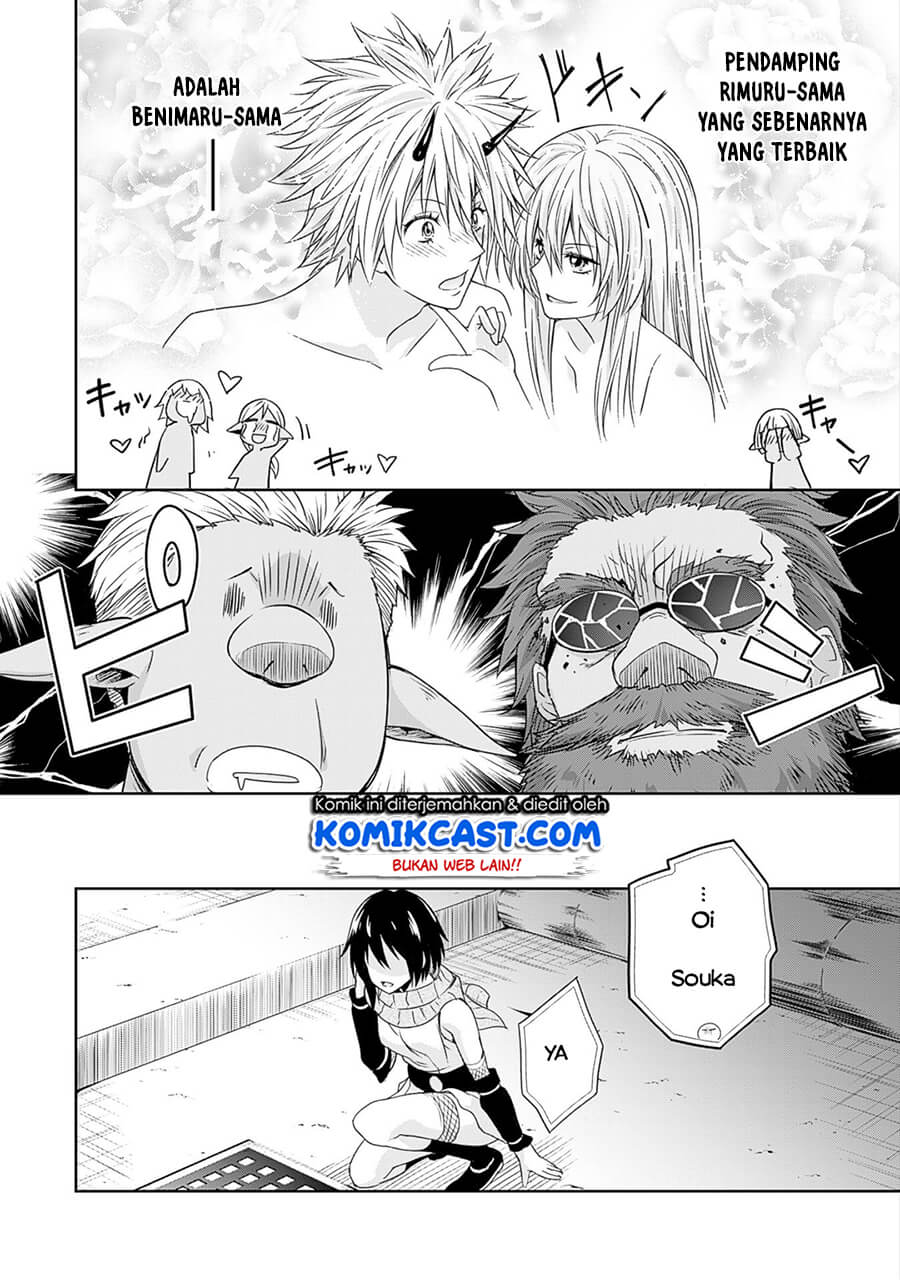 PENDAMPING
RIMURU-SAMA
YANG SEBENARNYA
YANG TERBAIK
ADALAH
BENIMARU-SAMA
ドキン
キャッ
キャッ
キャー
ピー
Komik ini diterjemahkan & diedit oleh
KOMIKCAST.COM
BUKAN WEB LAIN!!
...
Oi
Souka
YA